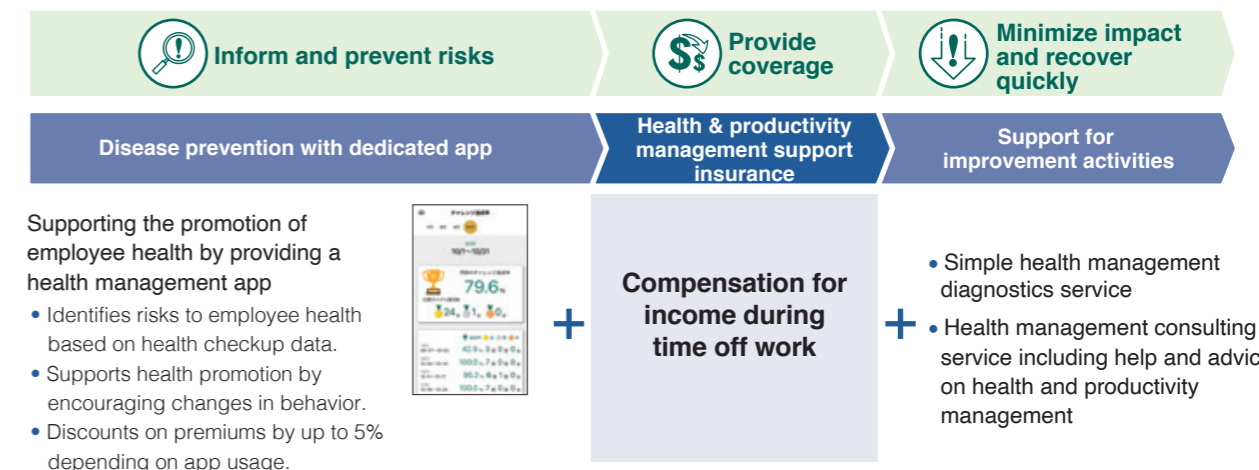 Inform and prevent risks
Provide
coverage
Minimize impact
and recover
quickly
Disease prevention with dedicated app
Health & productivity
management support
insurance
Support for
improvement activities
Supporting the promotion of
employee health by providing a
health management app
• Identifies risks to employee health
based on health checkup data.
• Supports health promotion by
encouraging changes in behavior.
• Discounts on premiums by up to 5%
depending on app usage.
10/1〜10/31
79.6%
+
Compensation for
income during
time off work
+
• Simple health management
diagnostics service
• Health management consulting
service including help and advic
on health and productivity
management